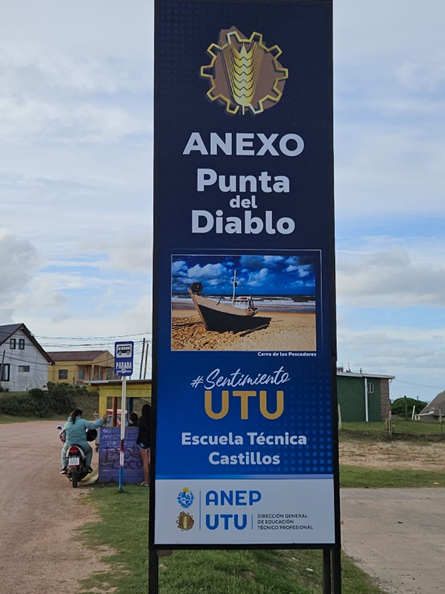 ANEXO
Punta
del
Diablo
Cerro de los Pescadores
#Sentimiento
UTU
Escuela Técnica
Castillos
ANEP
UTU
DIRECCIÓN GENERAL
DE EDUCACIÓN
TÉCNICO PROFESIONAL
PARADA